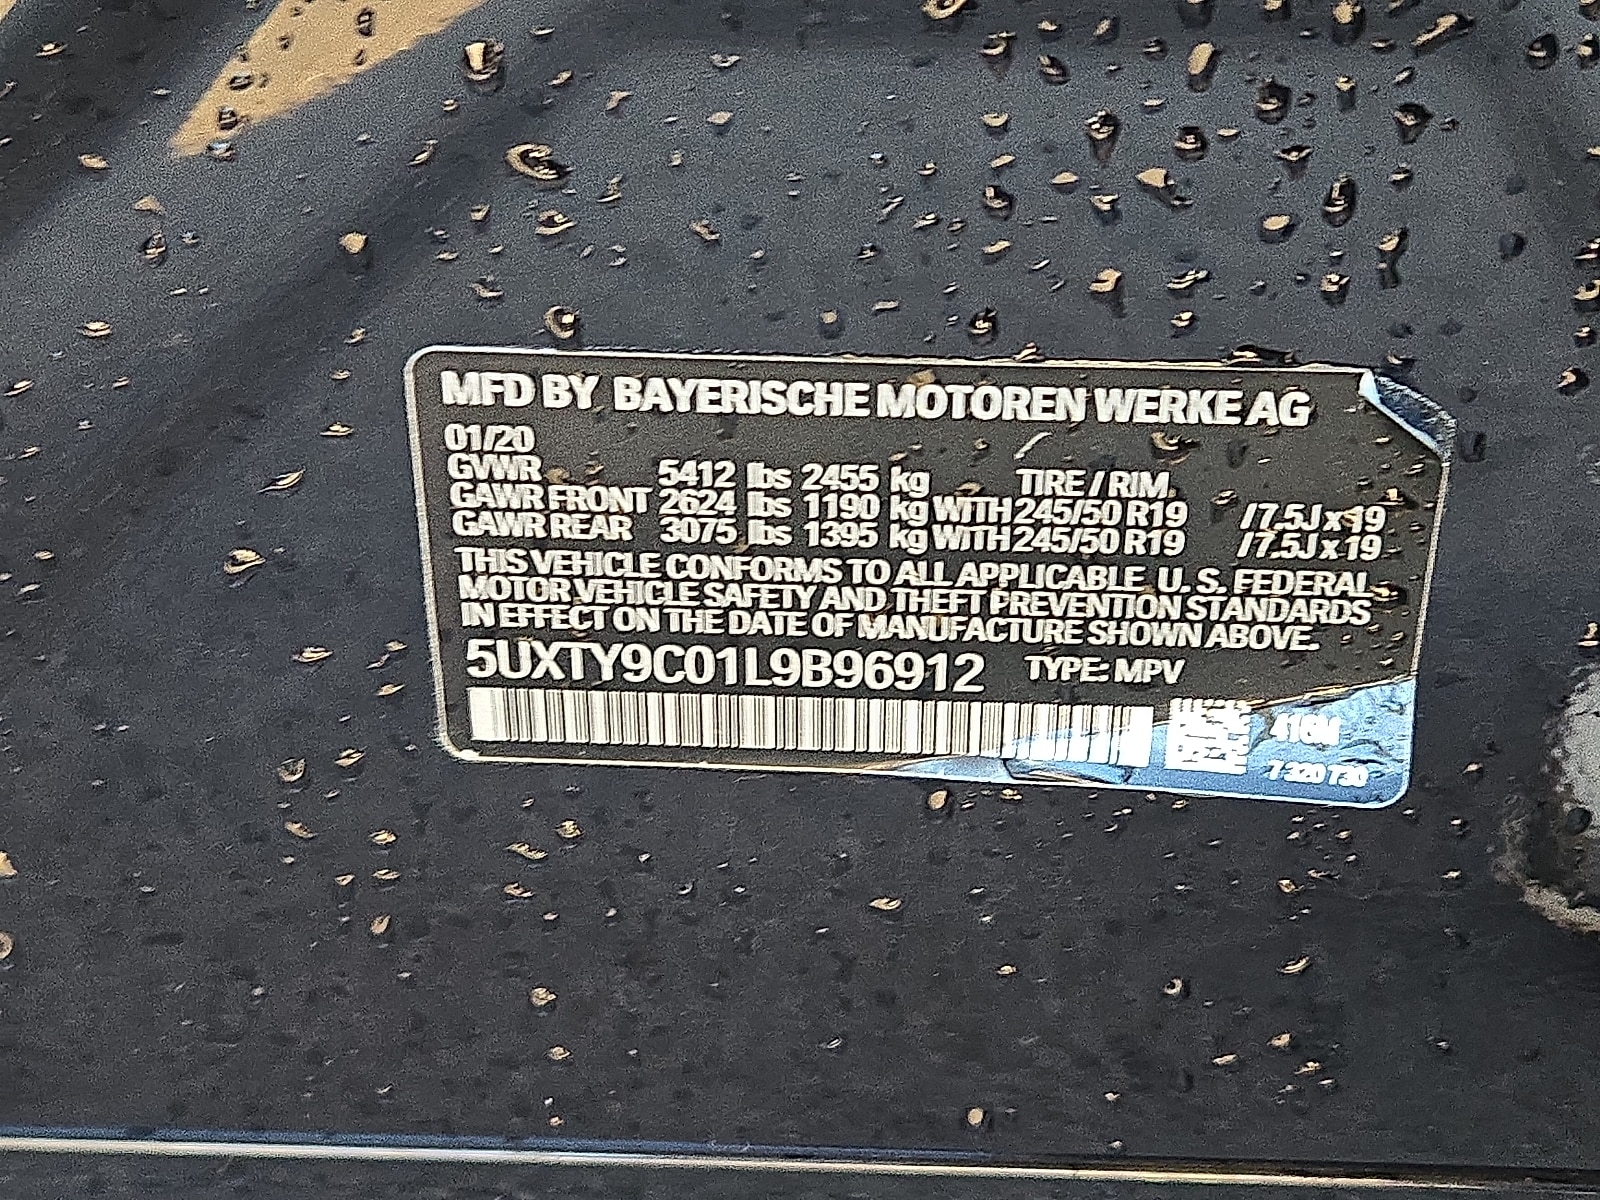 MFD BY BAYERISCHE MOTOREN WERKE AG
01/20
GVWR 5412 lbs 2455 kg TIRE / RIM
GAWR FRONT 2624 lbs 1190 kg WITH 245/50 R19 / 7.5J x 19
GAWR REAR 3075 lbs 1395 kg WITH 245/50 R19 / 7.5J x 19
THIS VEHICLE CONFORMS TO ALL APPLICABLE U. S. FEDERAL
MOTOR VEHICLE SAFETY AND THEFT PREVENTION STANDARDS
IN EFFECT ON THE DATE OF MANUFACTURE SHOWN ABOVE.
5UXTY9C01L9B96912 TYPE: MPV
7 320 T30